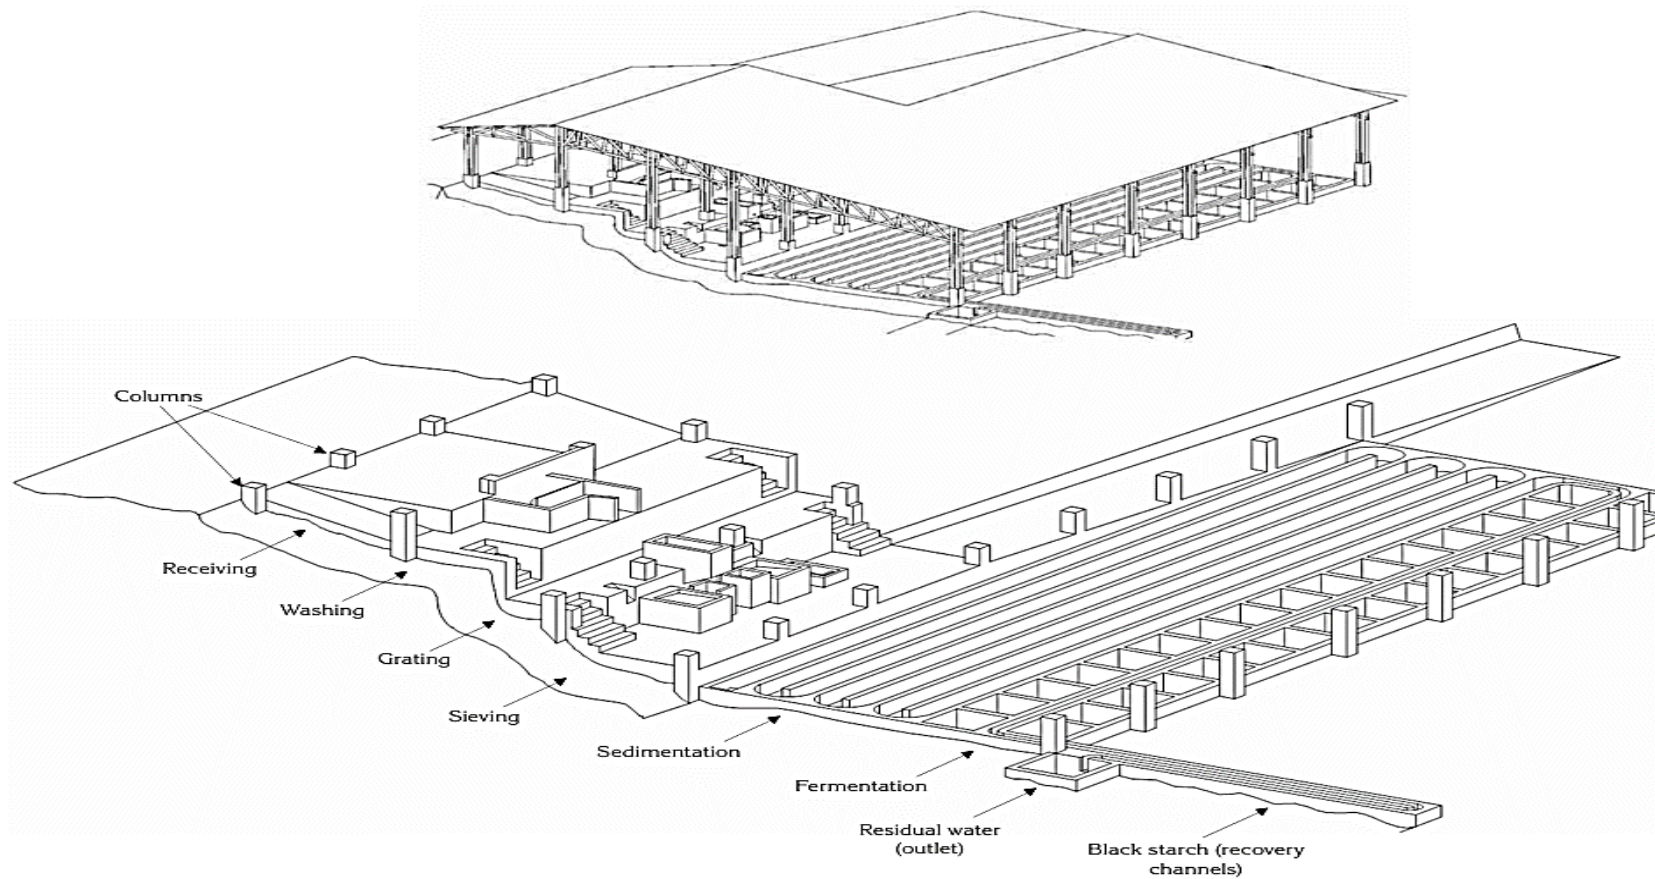 Columns
Receiving
Washing
Grating
Sieving
Sedimentation
Fermentation
Residual water
(outlet)
Black starch (recovery
channels)